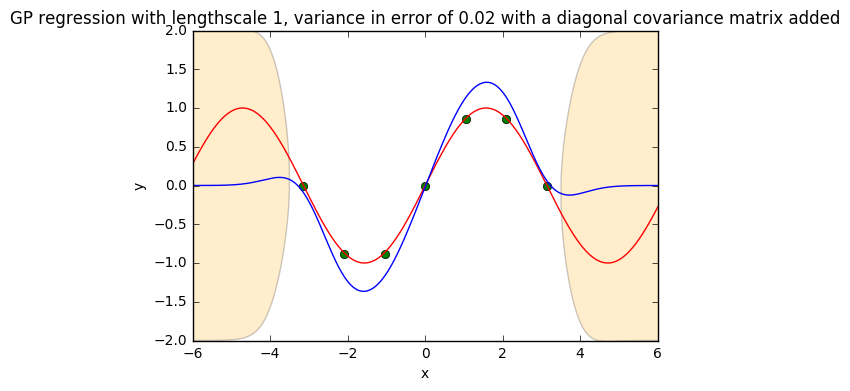 GP regression with lengthscale 1, variance in error of 0.02 with a diagonal covariance matrix added
2.0
1.5
1.0
0.5
0.0
−0.5
−1.0
−1.5
−2.0
y
−6 −4 −2 0 2 4 6
x